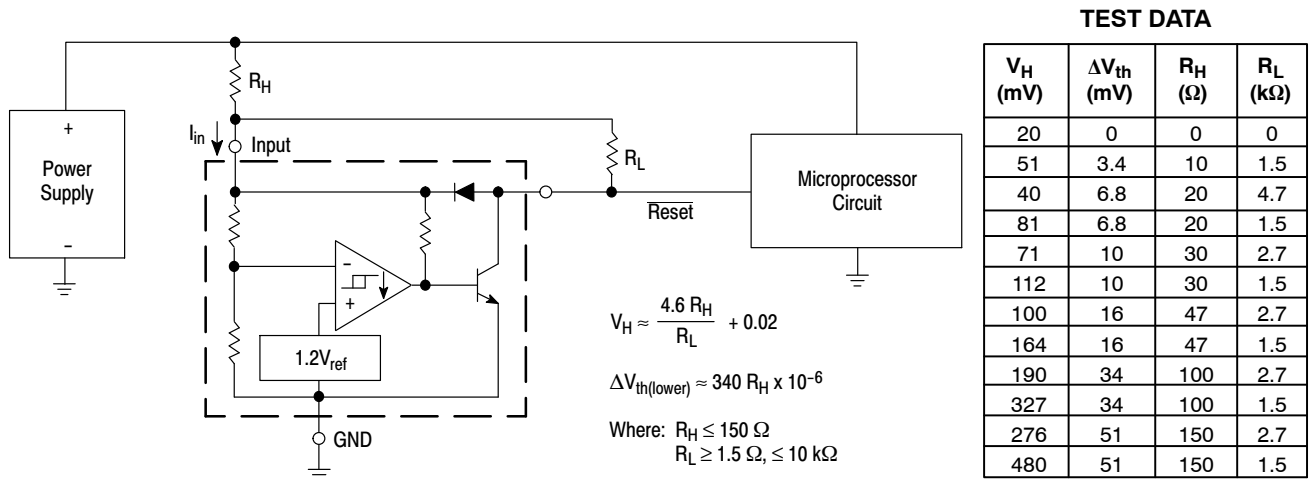 TEST DATA
R_H
I_in
Input
+
Power
Supply
−
R_L
Reset
Microprocessor
Circuit
−
+
1.2V_ref
GND
V_H ≈ 4.6 R_H / R_L + 0.02
ΔV_th(lower) ≈ 340 R_H x 10⁻⁶
Where: R_H ≤ 150 Ω
R_L ≥ 1.5 Ω, ≤ 10 kΩ
V_H (mV) ΔV_th (mV) R_H (Ω) R_L (kΩ)
20 0 0 0
51 3.4 10 1.5
40 6.8 20 4.7
81 6.8 20 1.5
71 10 30 2.7
112 10 30 1.5
100 16 47 2.7
164 16 47 1.5
190 34 100 2.7
327 34 100 1.5
276 51 150 2.7
480 51 150 1.5